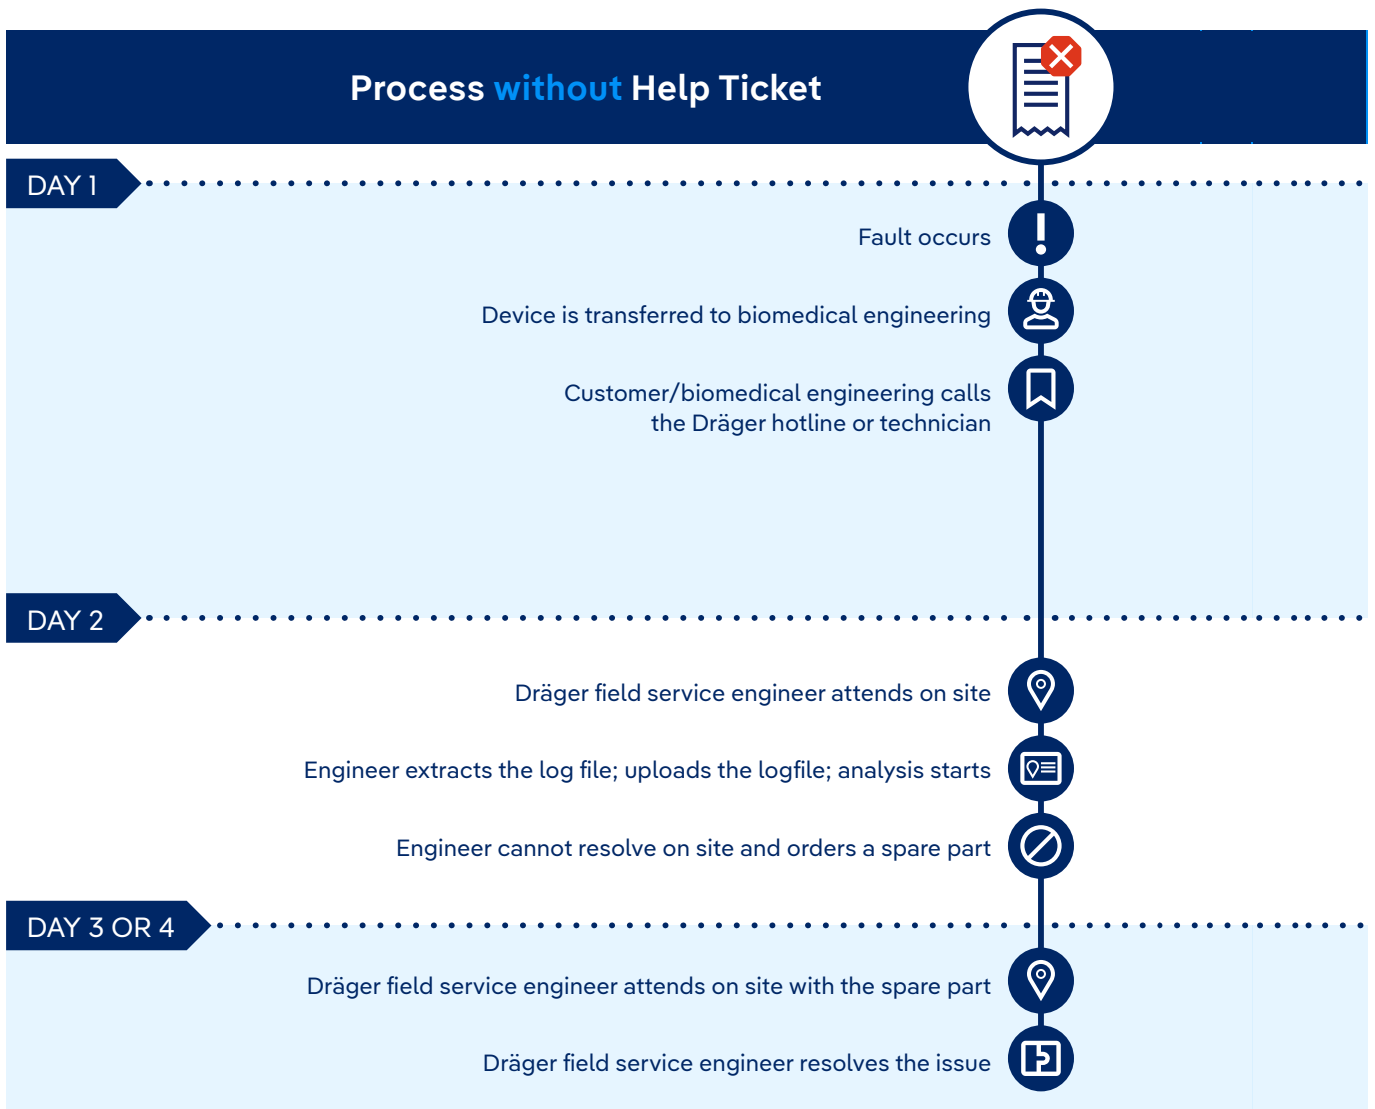 Process without Help Ticket
DAY 1
Fault occurs
Device is transferred to biomedical engineering
Customer/biomedical engineering calls
the Dräger hotline or technician
DAY 2
Dräger field service engineer attends on site
Engineer extracts the log file; uploads the logfile; analysis starts
Engineer cannot resolve on site and orders a spare part
DAY 3 OR 4
Dräger field service engineer attends on site with the spare part
Dräger field service engineer resolves the issue